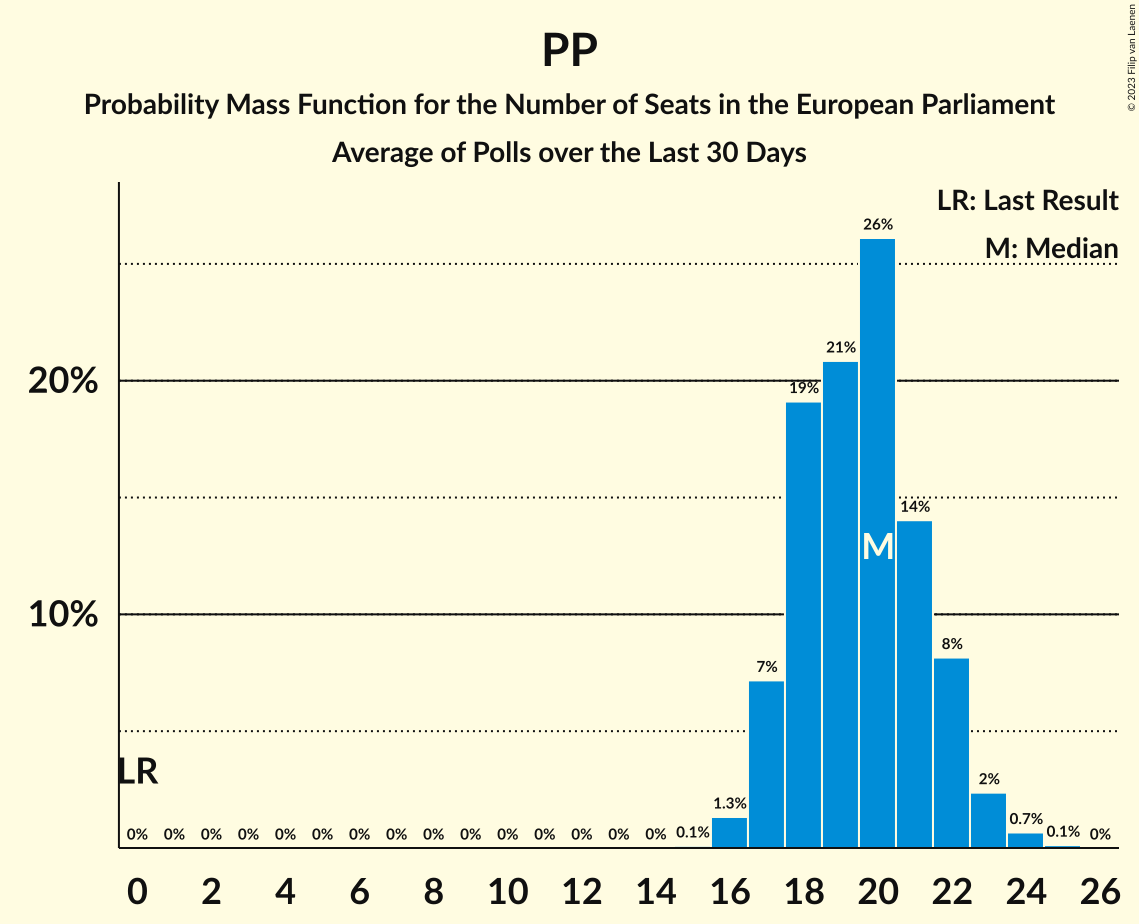 PP
Probability Mass Function for the Number of Seats in the European Parliament
Average of Polls over the Last 30 Days
© 2023 Filip van Laenen
LR: Last Result
M: Median
26%
21%
20%
19%
14%
M
10%
8%
7%
LR
2%
1.3%
0% 0% 0% 0% 0% 0% 0% 0% 0% 0% 0% 0% 0% 0% 0% 0.1% 0.7% 0.1% 0%
0 2 4 6 8 10 12 14 16 18 20 22 24 26